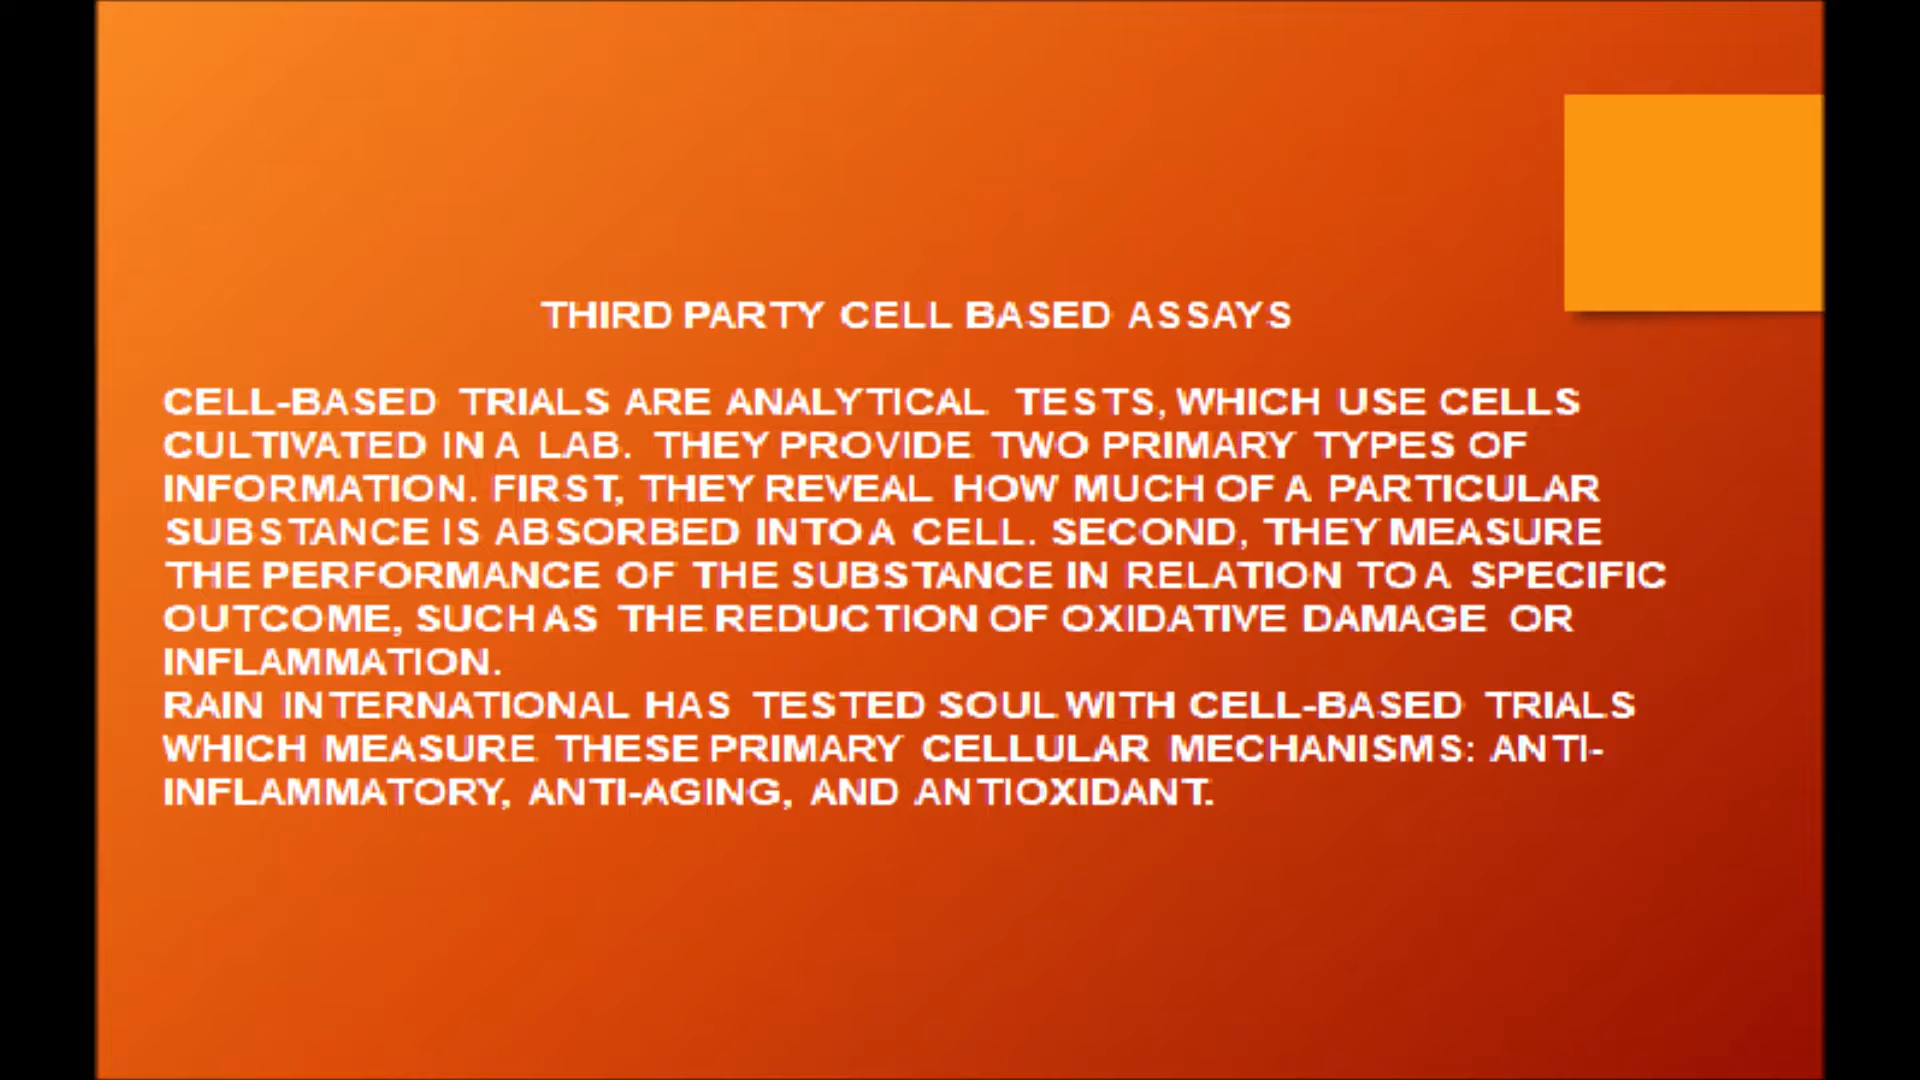 THIRD PARTY CELL BASED ASSAYS
CELL-BASED TRIALS ARE ANALYTICAL TESTS, WHICH USE CELLS
CULTIVATED IN A LAB. THEY PROVIDE TWO PRIMARY TYPES OF
INFORMATION. FIRST, THEY REVEAL HOW MUCH OF A PARTICULAR
SUBSTANCE IS ABSORBED INTO A CELL. SECOND, THEY MEASURE
THE PERFORMANCE OF THE SUBSTANCE IN RELATION TO A SPECIFIC
OUTCOME, SUCH AS THE REDUCTION OF OXIDATIVE DAMAGE OR
INFLAMMATION.
RAIN INTERNATIONAL HAS TESTED SOUL WITH CELL-BASED TRIALS
WHICH MEASURE THESE PRIMARY CELLULAR MECHANISMS: ANTI-
INFLAMMATORY, ANTI-AGING, AND ANTIOXIDANT.